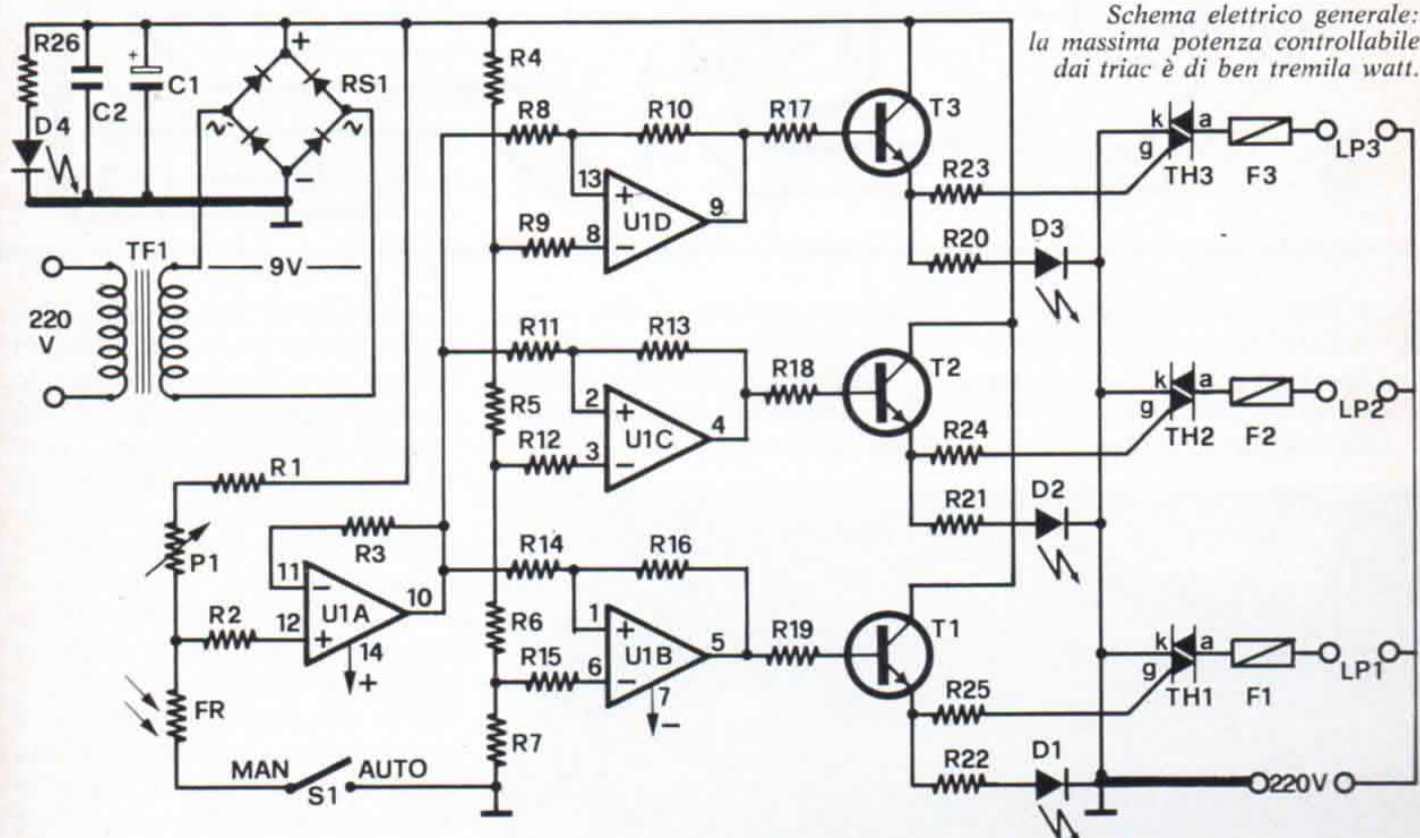 Schema elettrico generale:
la massima potenza controllabile
dai triac è di ben tremila watt.
R26
C2
+
C1
+
RS1
~
~
−
D4
TF1
9V
220
V
R4
R8
R10
R17
T3
13
+
U1D
9
R9
8
−
R23
R20
D3
k
a
g
TH3
F3
LP3
R11
R13
R18
T2
2
+
U1C
4
R5
R12
3
−
R24
R21
D2
k
a
g
TH2
F2
LP2
R1
P1
R3
11
−
U1A
10
R2
12
+
14
+
FR
MAN
AUTO
S1
R14
R16
R19
T1
1
+
U1B
5
R6
R15
6
−
7
−
R7
R25
R22
D1
k
a
g
TH1
F1
LP1
220V